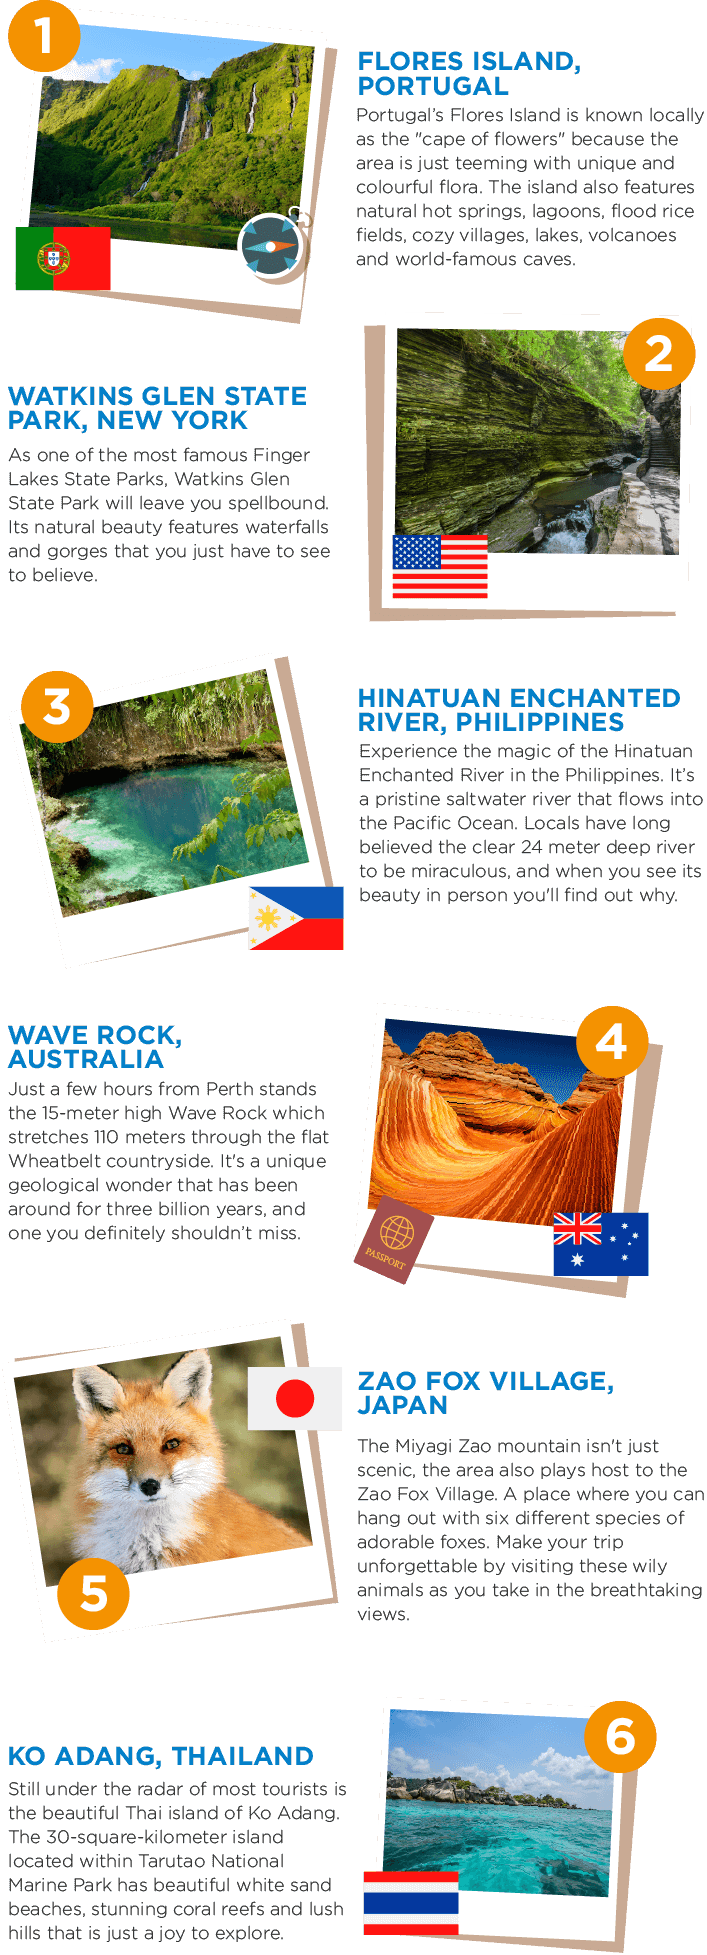 1
FLORES ISLAND,
PORTUGAL
Portugal's Flores Island is known locally
as the "cape of flowers" because the
area is just teeming with unique and
colourful flora. The island also features
natural hot springs, lagoons, flood rice
fields, cozy villages, lakes, volcanoes
and world-famous caves.
2
WATKINS GLEN STATE
PARK, NEW YORK
As one of the most famous Finger
Lakes State Parks, Watkins Glen
State Park will leave you spellbound.
Its natural beauty features waterfalls
and gorges that you just have to see
to believe.
3
HINATUAN ENCHANTED
RIVER, PHILIPPINES
Experience the magic of the Hinatuan
Enchanted River in the Philippines. It's
a pristine saltwater river that flows into
the Pacific Ocean. Locals have long
believed the clear 24 meter deep river
to be miraculous, and when you see its
beauty in person you'll find out why.
4
WAVE ROCK,
AUSTRALIA
Just a few hours from Perth stands
the 15-meter high Wave Rock which
stretches 110 meters through the flat
Wheatbelt countryside. It's a unique
geological wonder that has been
around for three billion years, and
one you definitely shouldn't miss.
PASSPORT
5
ZAO FOX VILLAGE,
JAPAN
The Miyagi Zao mountain isn't just
scenic, the area also plays host to the
Zao Fox Village. A place where you can
hang out with six different species of
adorable foxes. Make your trip
unforgettable by visiting these wily
animals as you take in the breathtaking
views.
6
KO ADANG, THAILAND
Still under the radar of most tourists is
the beautiful Thai island of Ko Adang.
The 30-square-kilometer island
located within Tarutao National
Marine Park has beautiful white sand
beaches, stunning coral reefs and lush
hills that is just a joy to explore.